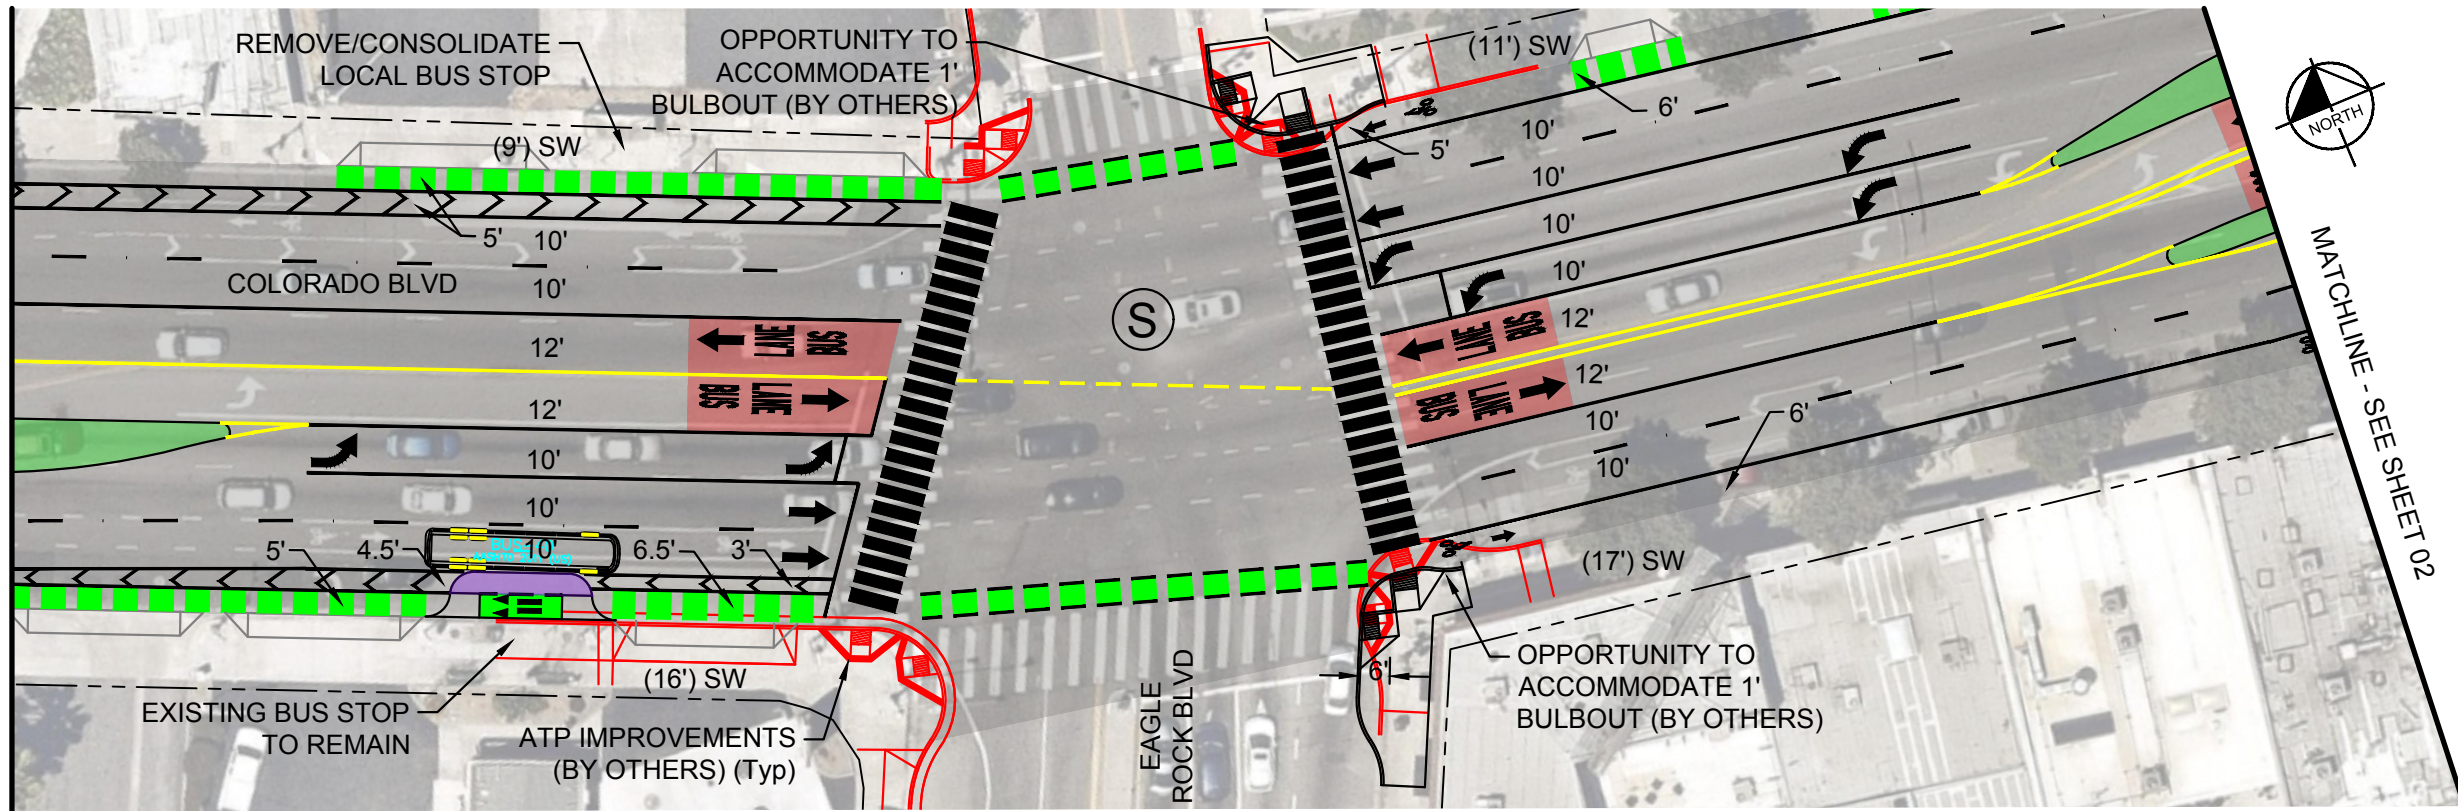 REMOVE/CONSOLIDATE
LOCAL BUS STOP
OPPORTUNITY TO
ACCOMMODATE 1'
BULBOUT (BY OTHERS)
(11') SW
6'
5'
10'
10'
10'
10'
NORTH
(9') SW
5'
10'
COLORADO BLVD
10'
12'
12'
10'
10'
10'
LANE
BUS
LANE
BUS
S
LANE
BUS
12'
LANE
BUS
12'
10'
10'
6'
MATCHLINE - SEE SHEET 02
5'
4.5'
6.5'
3'
(16') SW
(17') SW
EXISTING BUS STOP
TO REMAIN
ATP IMPROVEMENTS
(BY OTHERS) (Typ)
EAGLE
ROCK BLVD
6'
OPPORTUNITY TO
ACCOMMODATE 1'
BULBOUT (BY OTHERS)